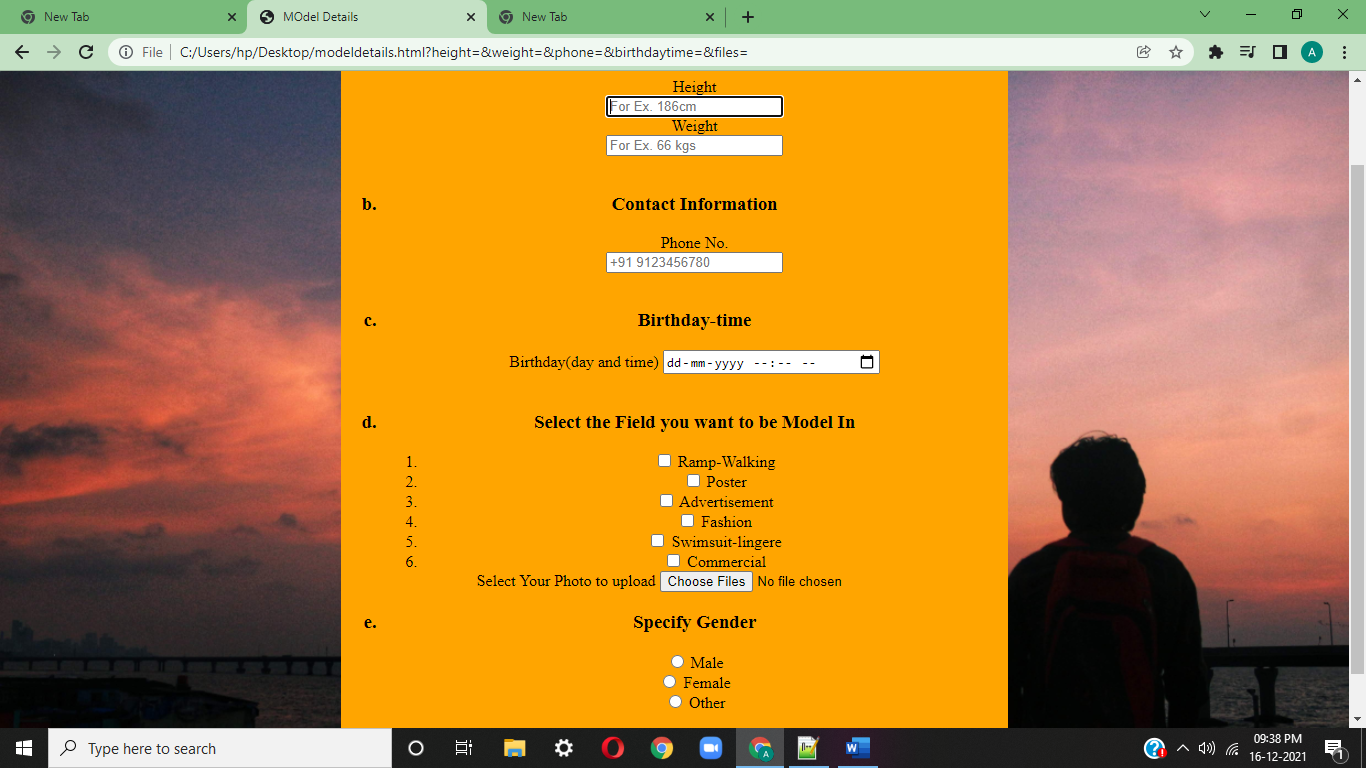 New Tab
MOdel Details
New Tab
File
C:/Users/hp/Desktop/modeldetails.html?height=&weight=&phone=&birthdaytime=&files=
A
Height
For Ex. 186cm
Weight
For Ex. 66 kgs
b. Contact Information
Phone No.
+91 9123456780
c. Birthday-time
Birthday(day and time) dd-mm-yyyy --:-- --
d. Select the Field you want to be Model In
1. Ramp-Walking
2. Poster
3. Advertisement
4. Fashion
5. Swimsuit-lingere
6. Commercial
Select Your Photo to upload Choose Files No file chosen
e. Specify Gender
Male
Female
Other
Type here to search
09:38 PM
16-12-2021
1